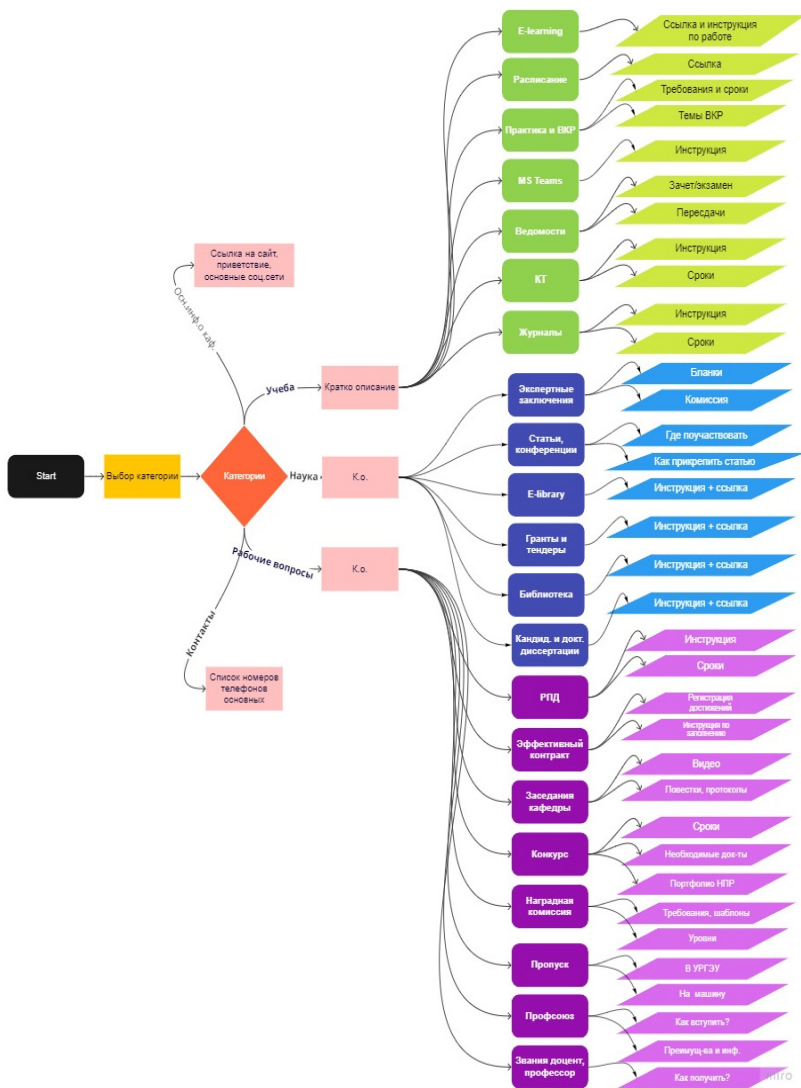 E-learning
Ссылка и инструкция
по работе
Расписание
Ссылка
Практика и ВКР
Требования и сроки
Темы ВКР
MS Teams
Инструкция
Ведомости
Зачет/экзамен
Пересдачи
КТ
Инструкция
Сроки
Журналы
Инструкция
Сроки
Ссылка на сайт,
приветствие,
основные соц.сети
Осн.инф.о каф.
Учеба
Кратко описание
Start
Выбор категории
Категории
Наука
К.о.
Рабочие вопросы
К.о.
Контакты
Список номеров
телефонов
основных
Экспертные
заключения
Бланки
Комиссия
Статьи,
конференции
Где поучаствовать
Как прикрепить статью
E-library
Инструкция + ссылка
Гранты и
тендеры
Инструкция + ссылка
Библиотека
Инструкция + ссылка
Кандид. и докт.
диссертации
Инструкция + ссылка
РПД
Инструкция
Сроки
Эффективный
контракт
Регистрация
достижений
Инструкция по
заполнению
Заседания
кафедры
Видео
Повестки, протоколы
Конкурс
Сроки
Необходимые док-ты
Портфолио НПР
Наградная
комиссия
Требования, шаблоны
Уровни
Пропуск
В УРГЭУ
На машину
Профсоюз
Как вступить?
Преимущ-ва и инф.
Звания доцент,
профессор
Как получить?
miro